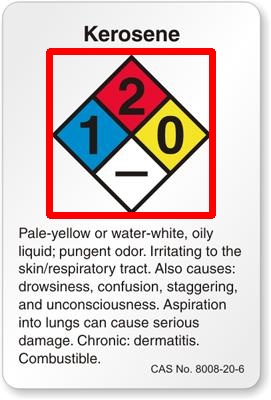 Kerosene
2
1 0
–
Pale-yellow or water-white, oily
liquid; pungent odor. Irritating to the
skin/respiratory tract. Also causes:
drowsiness, confusion, staggering,
and unconsciousness. Aspiration
into lungs can cause serious
damage. Chronic: dermatitis.
Combustible.
CAS No. 8008-20-6